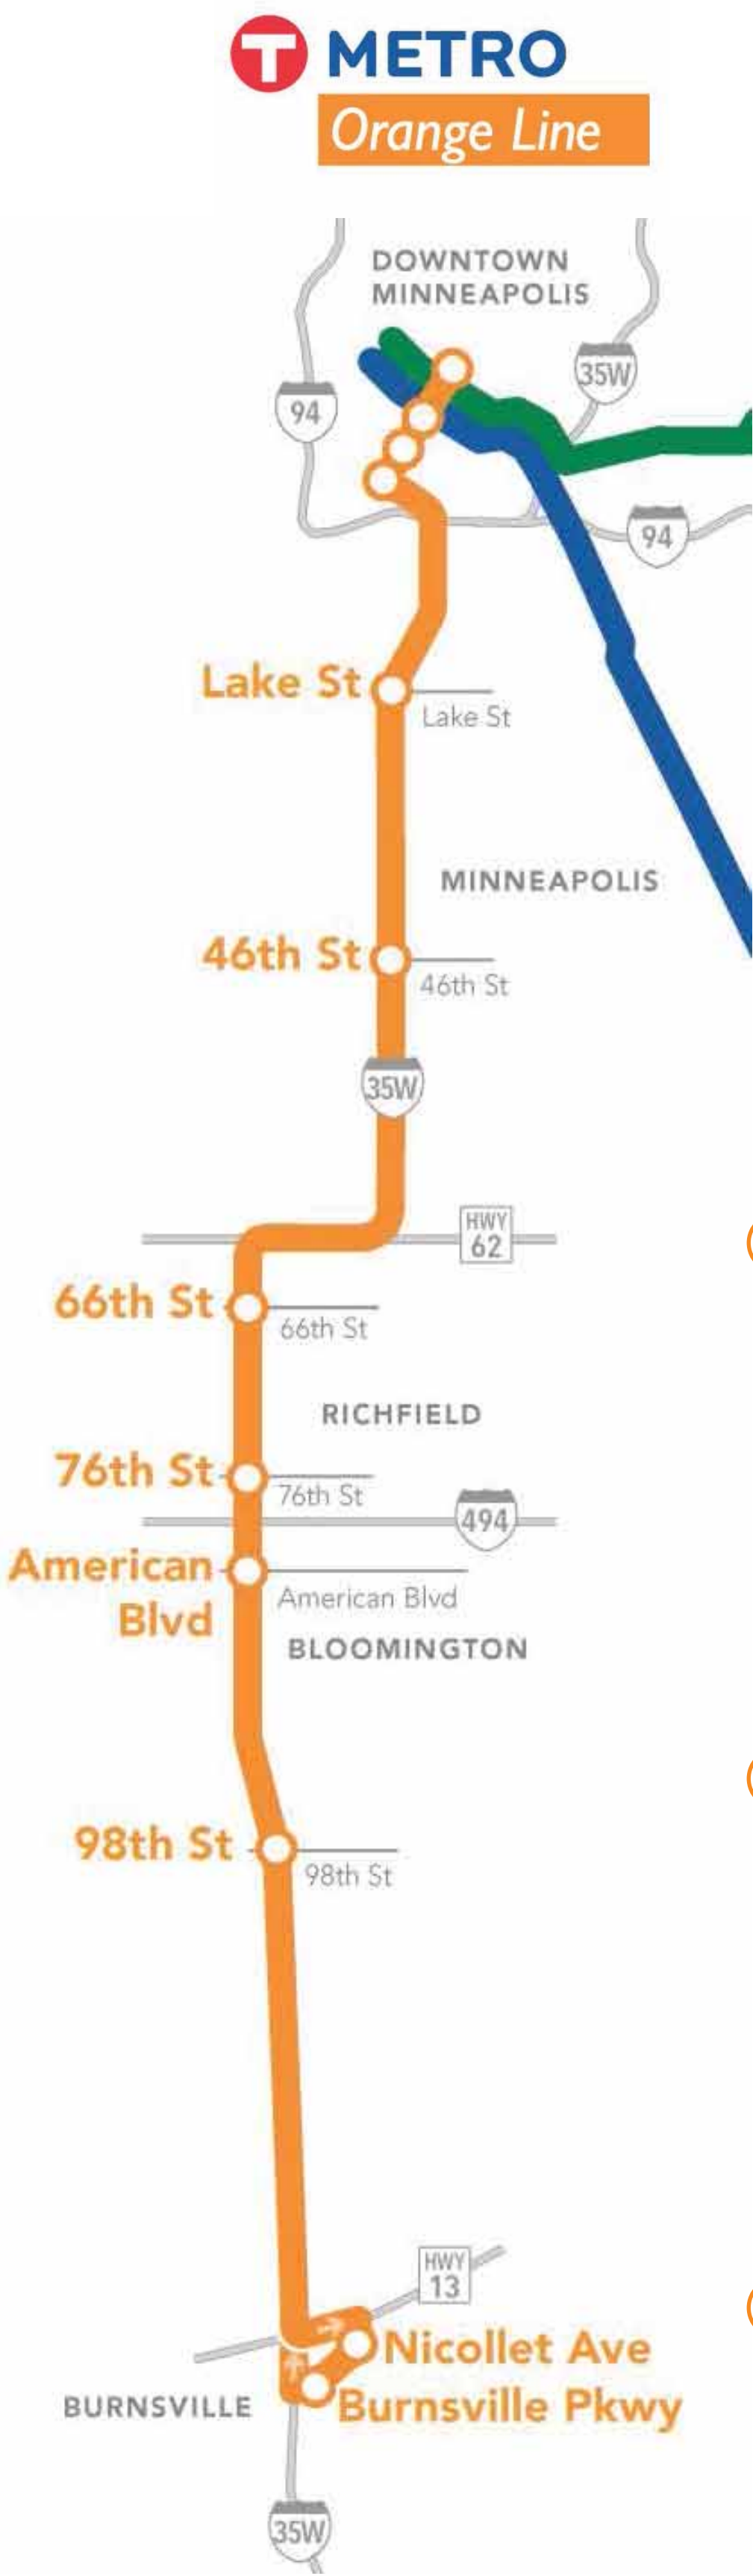 T METRO
Orange Line
DOWNTOWN
MINNEAPOLIS
35W
94
94
Lake St
Lake St
MINNEAPOLIS
46th St
46th St
35W
HWY
62
66th St
66th St
RICHFIELD
76th St
76th St
494
American
Blvd
American Blvd
BLOOMINGTON
98th St
98th St
HWY
13
Nicollet Ave
BURNSVILLE
Burnsville Pkwy
35W